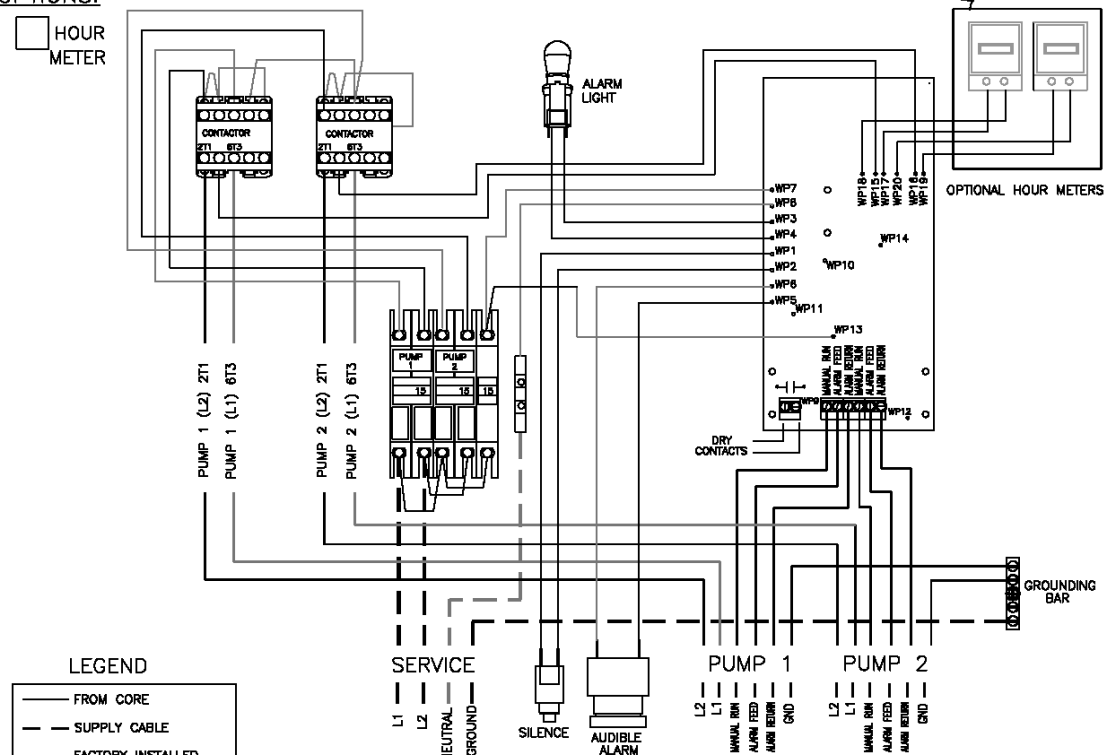 OPTIONS:
HOUR
METER
ALARM
LIGHT
CONTACTOR
2T1 6T3
CONTACTOR
2T1 6T3
OPTIONAL HOUR METERS
WP18
WP15
WP17
WP20
WP16
WP19
WP7
WP8
WP3
WP4
WP1
WP2
WP6
WP5
WP14
WP10
WP11
WP13
PUMP
1
PUMP
2
15
15
15
MANUAL RUN
ALARM FEED
ALARM RETURN
MANUAL RUN
ALARM FEED
ALARM RETURN
WP9
WP12
DRY
CONTACTS
PUMP 1 (L2) 2T1
PUMP 1 (L1) 6T3
PUMP 2 (L2) 2T1
PUMP 2 (L1) 6T3
GROUNDING
BAR
SERVICE
L1
L2
NEUTRAL
GROUND
SILENCE
AUDIBLE
ALARM
PUMP 1
L2
L1
MANUAL RUN
ALARM FEED
ALARM RETURN
GND
PUMP 2
L2
L1
MANUAL RUN
ALARM FEED
ALARM RETURN
GND
LEGEND
FROM CORE
SUPPLY CABLE
FACTORY INSTALLED